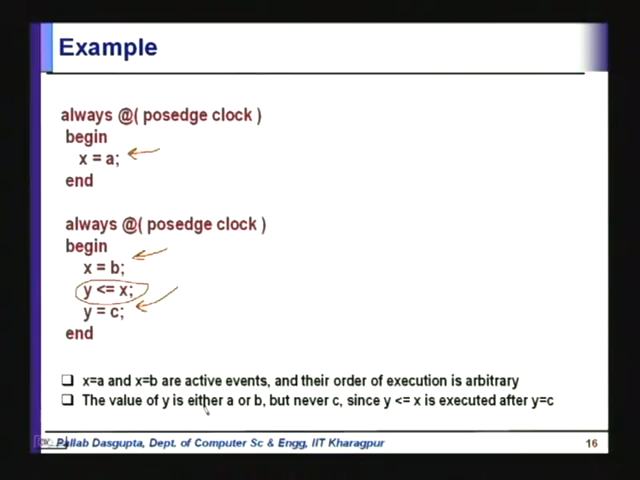 Example
always @( posedge clock )
begin
x = a;
end
always @( posedge clock )
begin
x = b;
y <= x;
y = c;
end
x=a and x=b are active events, and their order of execution is arbitrary
The value of y is either a or b, but never c, since y <= x is executed after y=c
Pallab Dasgupta, Dept. of Computer Sc & Engg, IIT Kharagpur
16